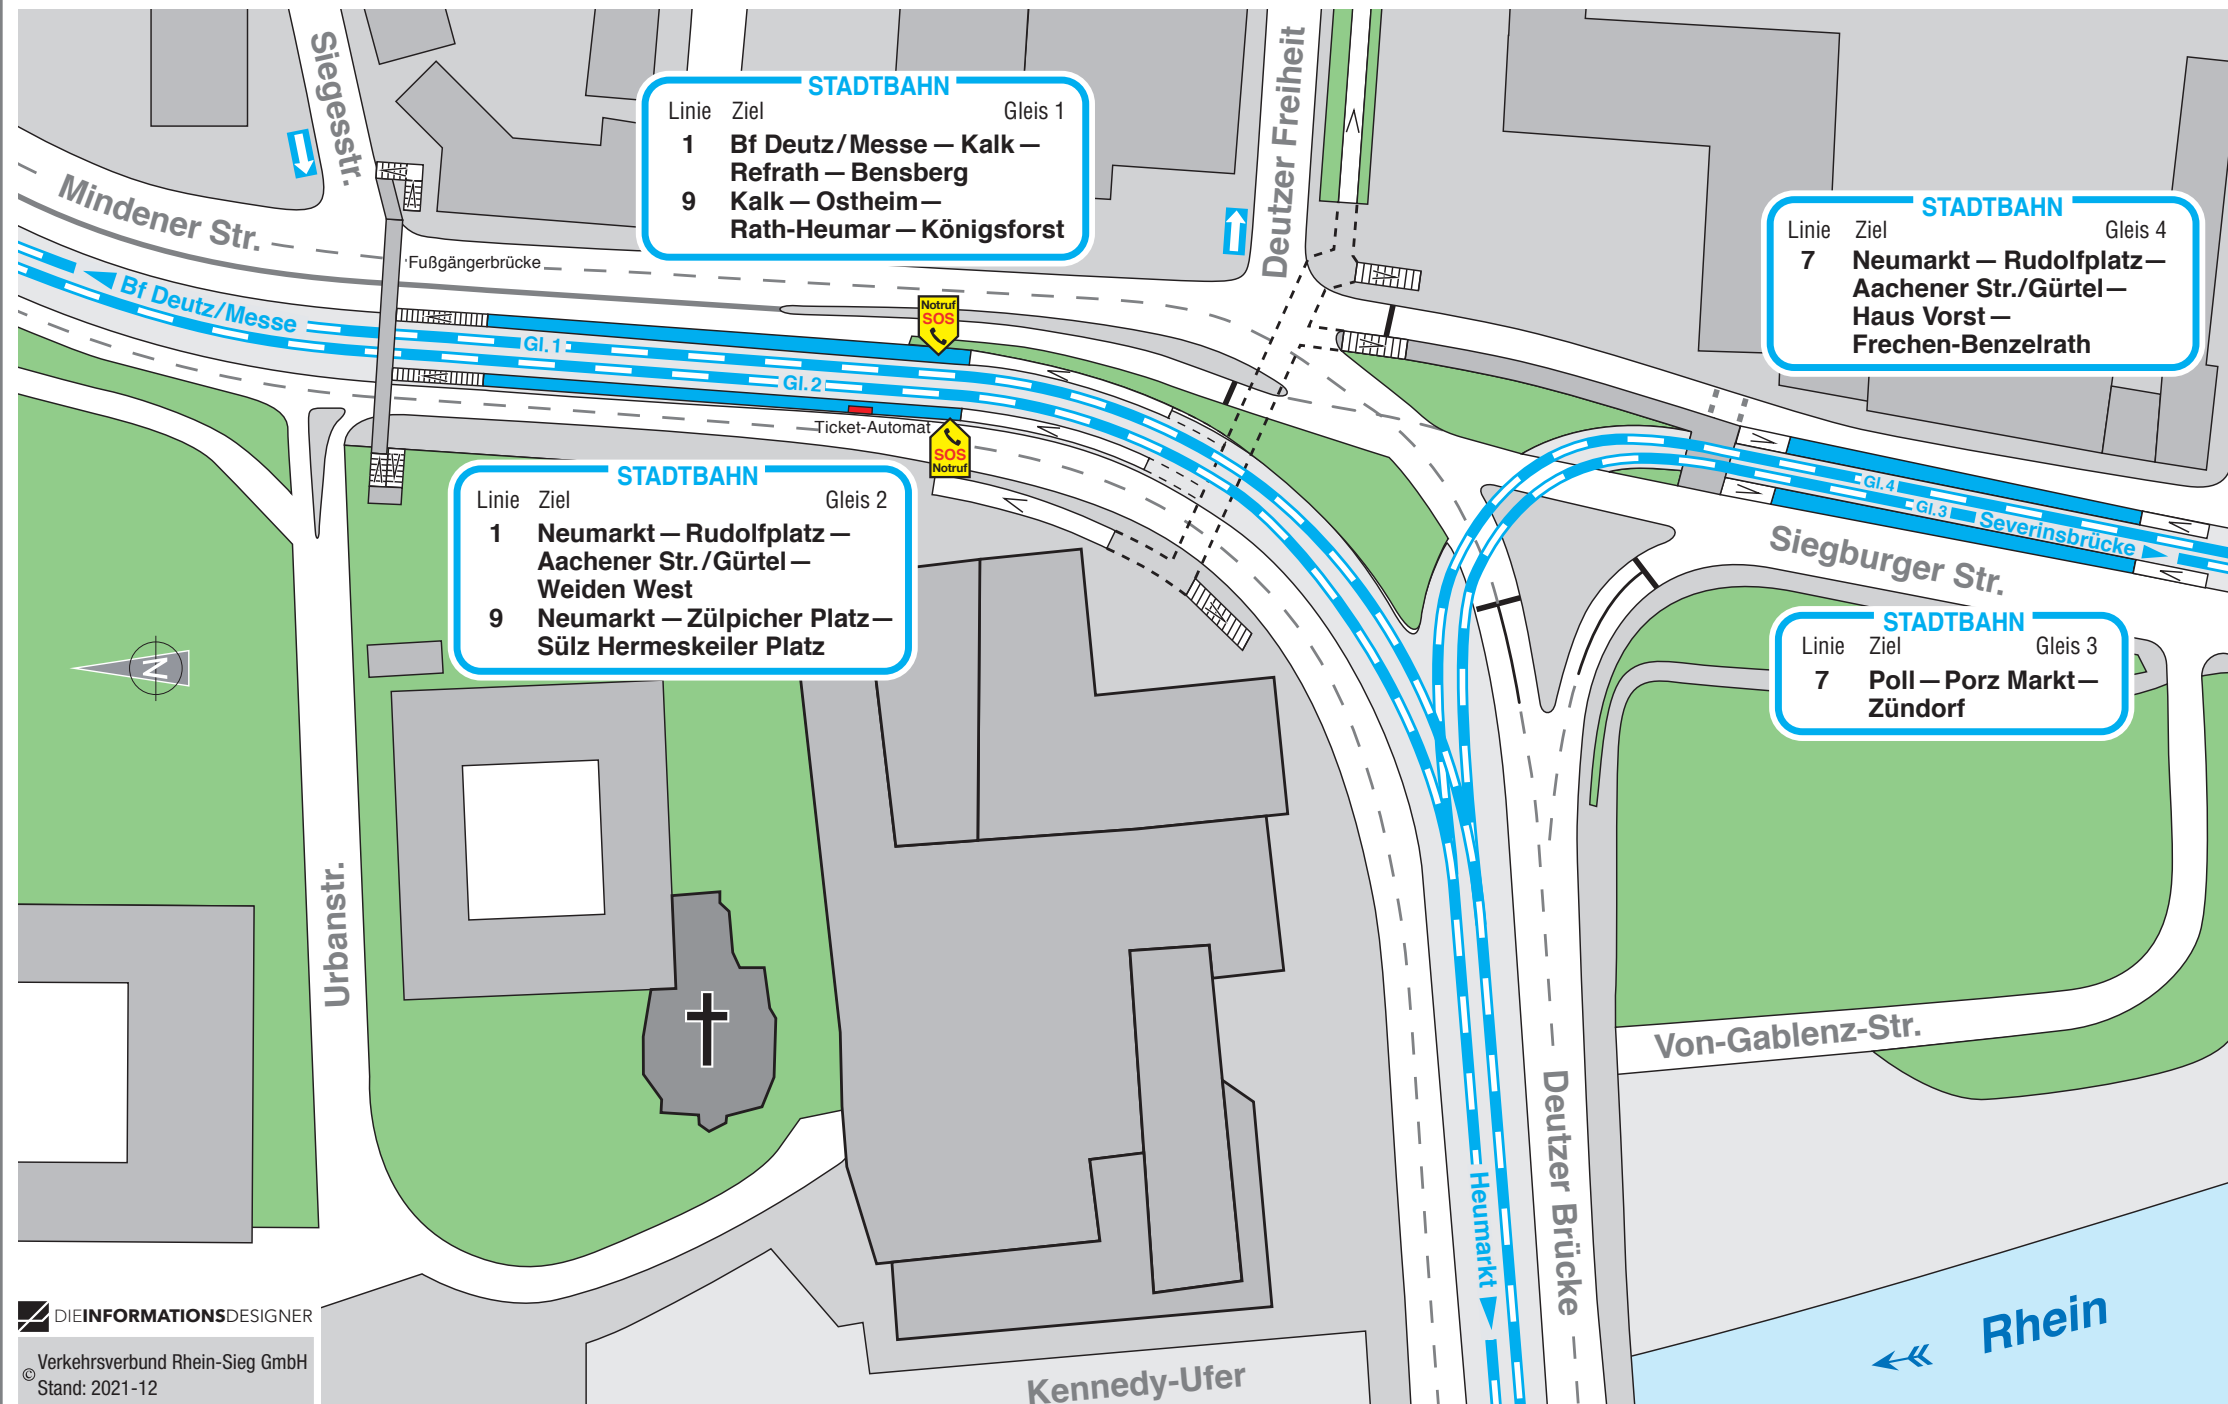 Siegesstr.
Mindener Str.
Deutzer Freiheit
STADTBAHN
Linie Ziel Gleis 1
1 Bf Deutz/Messe — Kalk —
Refrath — Bensberg
9 Kalk — Ostheim —
Rath-Heumar — Königsforst
STADTBAHN
Linie Ziel Gleis 4
7 Neumarkt — Rudolfplatz —
Aachener Str./Gürtel —
Haus Vorst —
Frechen-Benzelrath
Fußgängerbrücke
Bf Deutz/Messe
Gl.1
Gl.2
Notruf
SOS
Ticket-Automat
SOS
Notruf
STADTBAHN
Linie Ziel Gleis 2
1 Neumarkt — Rudolfplatz —
Aachener Str./Gürtel —
Weiden West
9 Neumarkt — Zülpicher Platz —
Sülz Hermeskeiler Platz
Gl.4
Gl.3
Severinsbrücke
Siegburger Str.
STADTBAHN
Linie Ziel Gleis 3
7 Poll — Porz Markt —
Zündorf
N
Urbanstr.
Von-Gablenz-Str.
Deutzer Brücke
Heumarkt
Rhein
Kennedy-Ufer
DIEINFORMATIONSDESIGNER
© Verkehrsverbund Rhein-Sieg GmbH
Stand: 2021-12